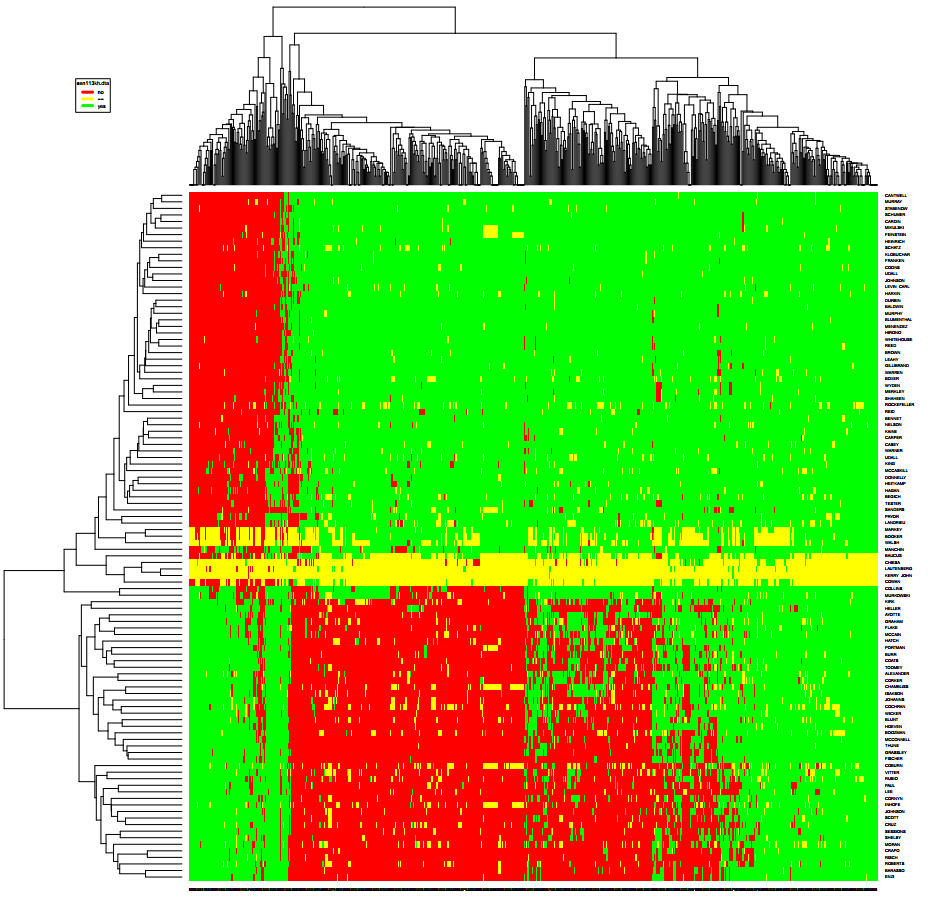 sen113kh.dta
no
yes
CANTWELL
MURRAY
STABENOW
SCHUMER
CARDIN
MIKULSKI
FEINSTEIN
HEINRICH
SCHATZ
KLOBUCHAR
FRANKEN
COONS
UDALL
JOHNSON
LEVIN CARL
HARKIN
DURBIN
BALDWIN
MURPHY
BLUMENTHAL
MENENDEZ
HIRONO
WHITEHOUSE
REED
BROWN
LEAHY
GILLIBRAND
WARREN
BOXER
WYDEN
MERKLEY
SHAHEEN
ROCKEFELLER
REID
BENNET
NELSON
KAINE
CARPER
CASEY
WARNER
UDALL
KING
MCCASKILL
DONNELLY
HEITKAMP
HAGAN
BEGICH
TESTER
SANDERS
PRYOR
LANDRIEU
MARKEY
BOOKER
WALSH
MANCHIN
BAUCUS
CHIESA
LAUTENBERG
KERRY JOHN
COWAN
COLLINS
MURKOWSKI
KIRK
HELLER
AYOTTE
GRAHAM
FLAKE
MCCAIN
HATCH
PORTMAN
BURR
COATS
TOOMEY
ALEXANDER
CORKER
CHAMBLISS
ISAKSON
JOHANNS
COCHRAN
WICKER
BLUNT
HOEVEN
BOOZMAN
MCCONNELL
THUNE
GRASSLEY
FISCHER
COBURN
VITTER
RUBIO
PAUL
LEE
CORNYN
INHOFE
JOHNSON
SCOTT
CRUZ
SESSIONS
SHELBY
MORAN
CRAPO
RISCH
ROBERTS
BARASSO
ENZI